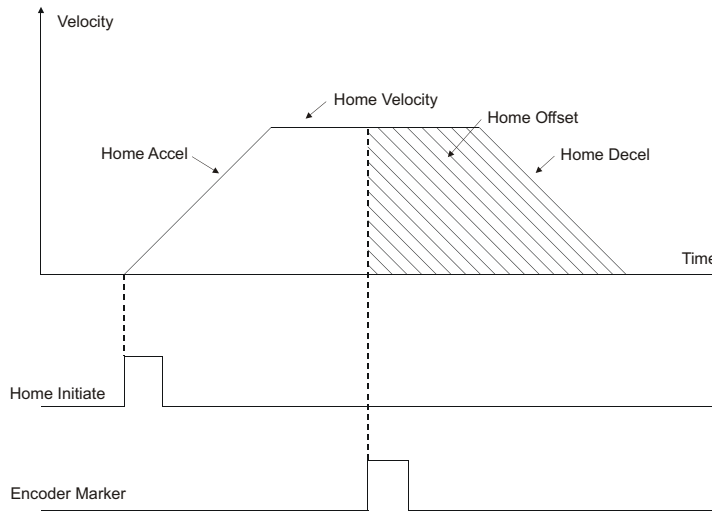 Velocity
Home Velocity
Home Offset
Home Accel
Home Decel
Time
Home Initiate
Encoder Marker